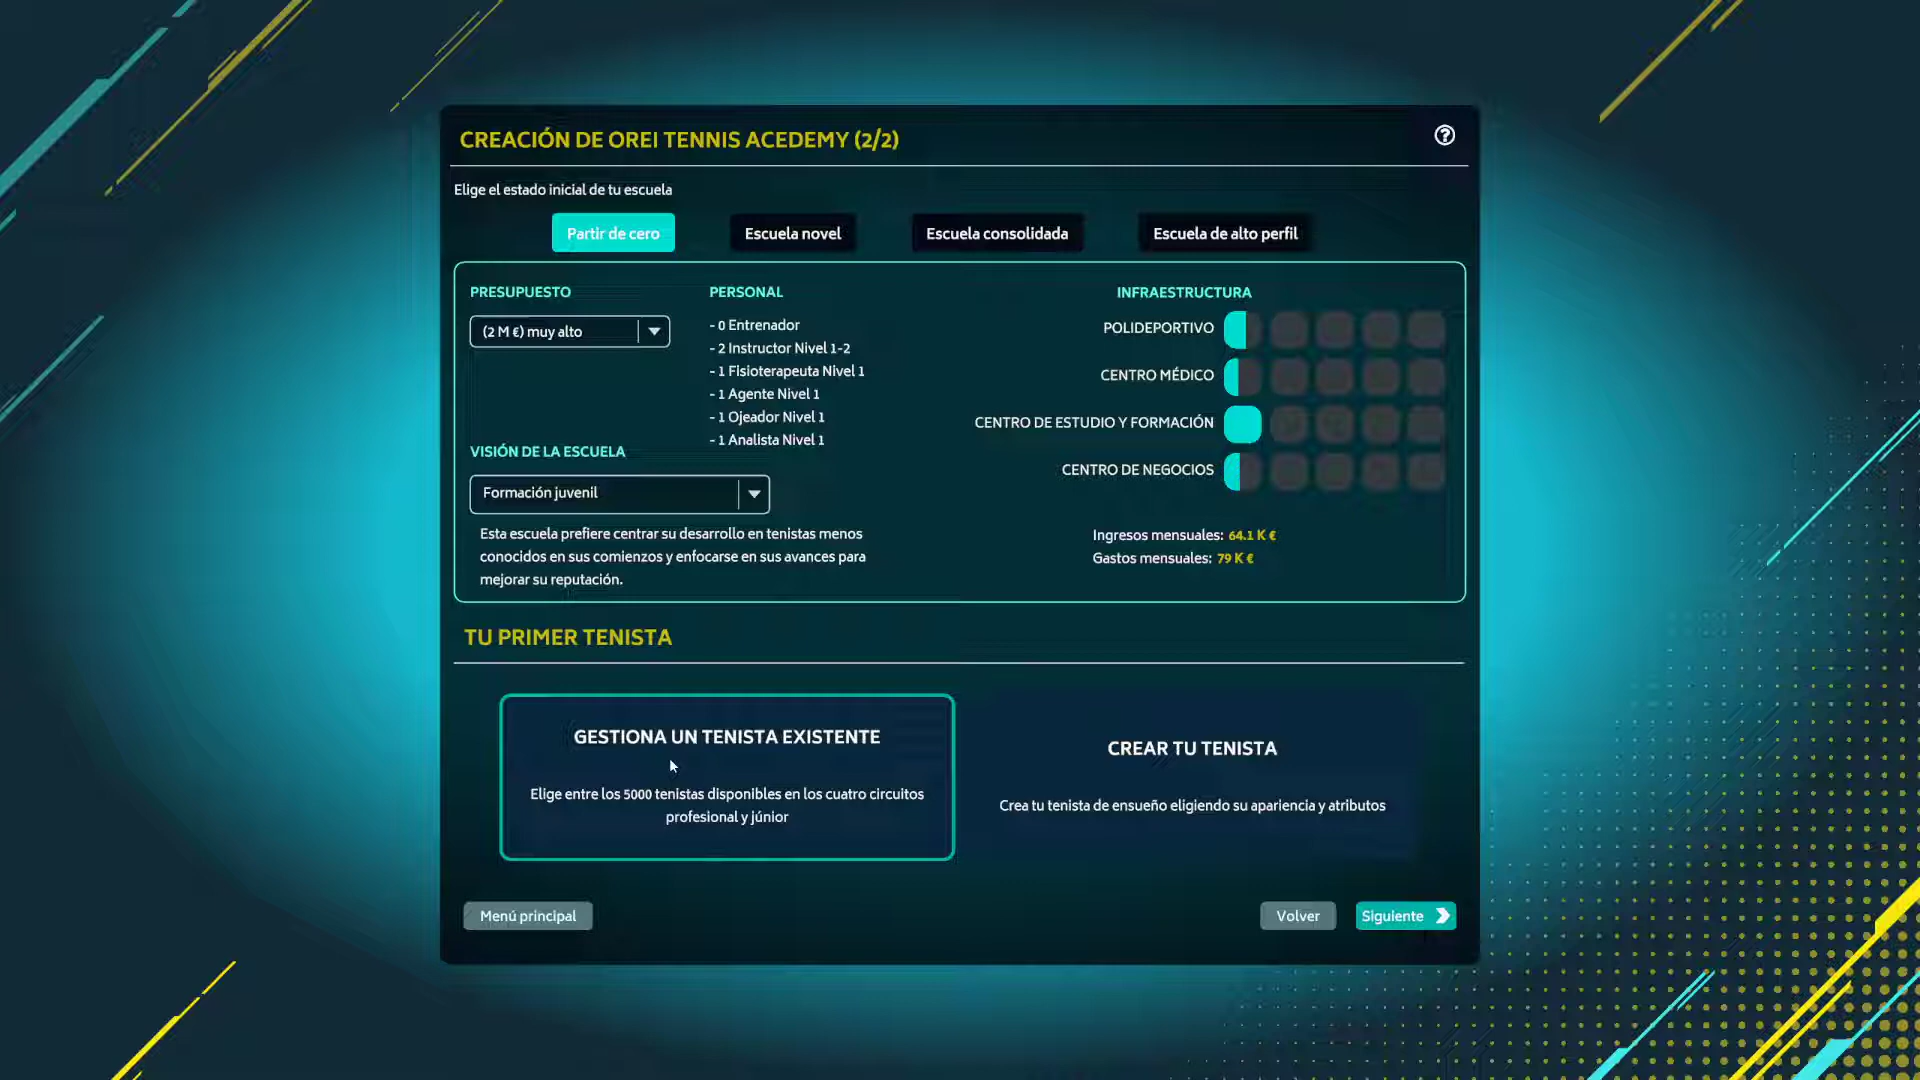 CREACIÓN DE OREI TENNIS ACEDEMY (2/2)
Elige el estado inicial de tu escuela
Partir de cero
Escuela novel
Escuela consolidada
Escuela de alto perfil
PRESUPUESTO
(2 M €) muy alto
VISIÓN DE LA ESCUELA
Formación juvenil
Esta escuela prefiere centrar su desarrollo en tenistas menos
conocidos en sus comienzos y enfocarse en sus avances para
mejorar su reputación.
PERSONAL
- 0 Entrenador
- 2 Instructor Nivel 1-2
- 1 Fisioterapeuta Nivel 1
- 1 Agente Nivel 1
- 1 Ojeador Nivel 1
- 1 Analista Nivel 1
INFRAESTRUCTURA
POLIDEPORTIVO
CENTRO MÉDICO
CENTRO DE ESTUDIO Y FORMACIÓN
CENTRO DE NEGOCIOS
Ingresos mensuales: 64.1 K €
Gastos mensuales: 79 K €
TU PRIMER TENISTA
GESTIONA UN TENISTA EXISTENTE
Elige entre los 5000 tenistas disponibles en los cuatro circuitos
profesional y júnior
CREAR TU TENISTA
Crea tu tenista de ensueño eligiendo su apariencia y atributos
Menú principal
Volver
Siguiente